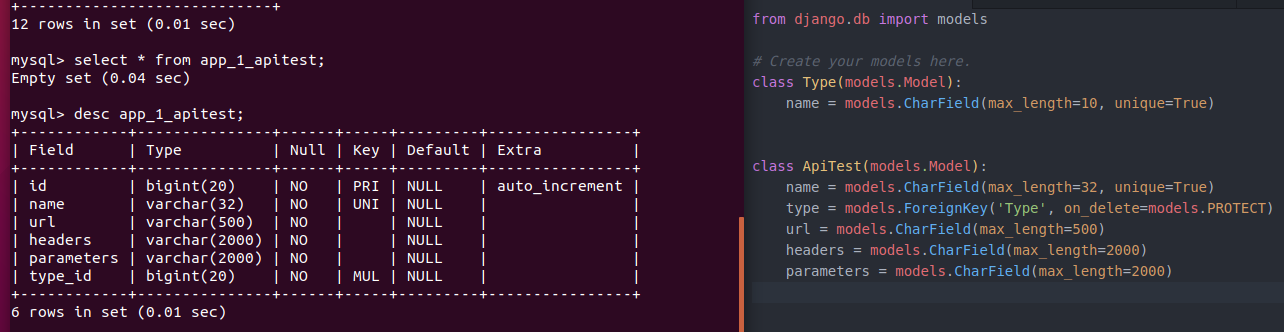 +----------------------------+
12 rows in set (0.01 sec)
mysql> select * from app_1_apitest;
Empty set (0.04 sec)
mysql> desc app_1_apitest;
+------------+---------------+------+-----+---------+----------------+
| Field      | Type          | Null | Key | Default | Extra          |
+------------+---------------+------+-----+---------+----------------+
| id         | bigint(20)    | NO   | PRI | NULL    | auto_increment |
| name       | varchar(32)   | NO   | UNI | NULL    |                |
| url        | varchar(500)  | NO   |     | NULL    |                |
| headers    | varchar(2000) | NO   |     | NULL    |                |
| parameters | varchar(2000) | NO   |     | NULL    |                |
| type_id    | bigint(20)    | NO   | MUL | NULL    |                |
+------------+---------------+------+-----+---------+----------------+
6 rows in set (0.01 sec)
from django.db import models
# Create your models here.
class Type(models.Model):
    name = models.CharField(max_length=10, unique=True)
class ApiTest(models.Model):
    name = models.CharField(max_length=32, unique=True)
    type = models.ForeignKey('Type', on_delete=models.PROTECT)
    url = models.CharField(max_length=500)
    headers = models.CharField(max_length=2000)
    parameters = models.CharField(max_length=2000)